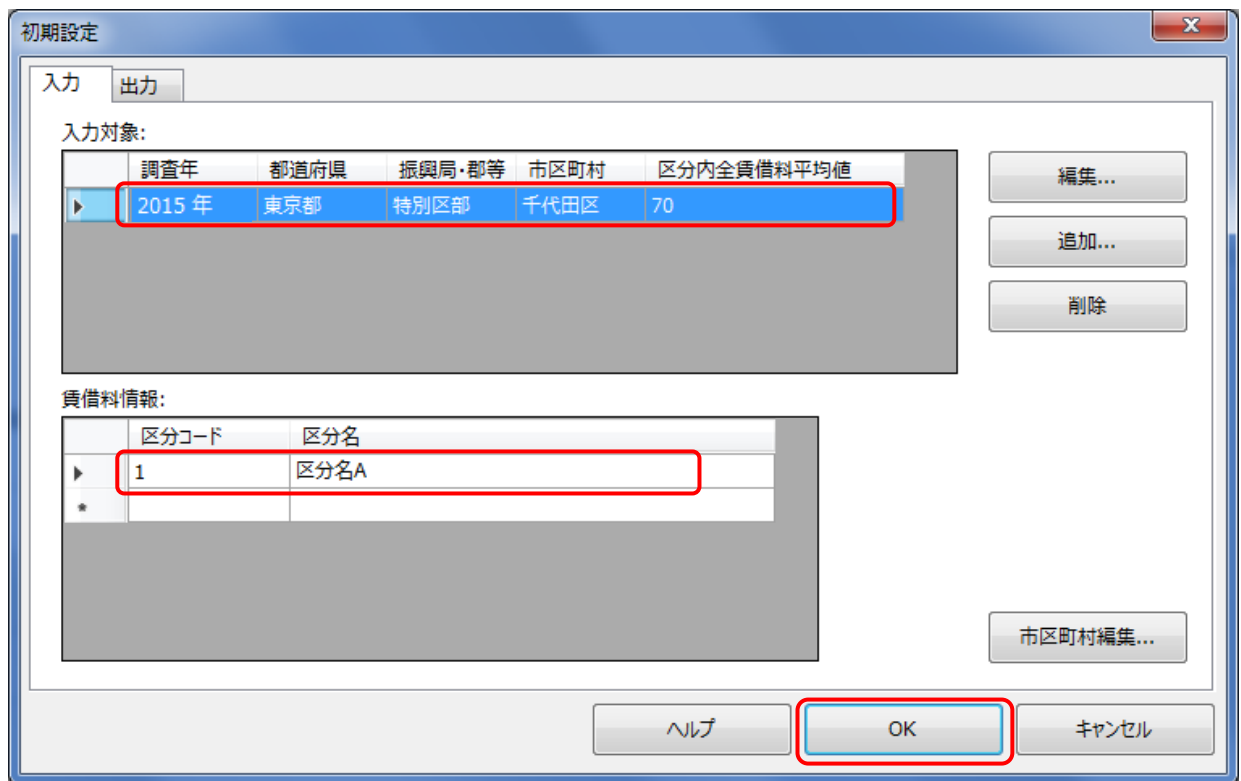 初期設定
入力 出力
入力対象:
調査年 都道府県 振興局・郡等 市区町村 区分内全賃借料平均値
2015 年 東京都 特別区部 千代田区 70
編集...
追加...
削除
賃借料情報:
区分コード 区分名
1 区分名A
*
市区町村編集...
ヘルプ OK キャンセル